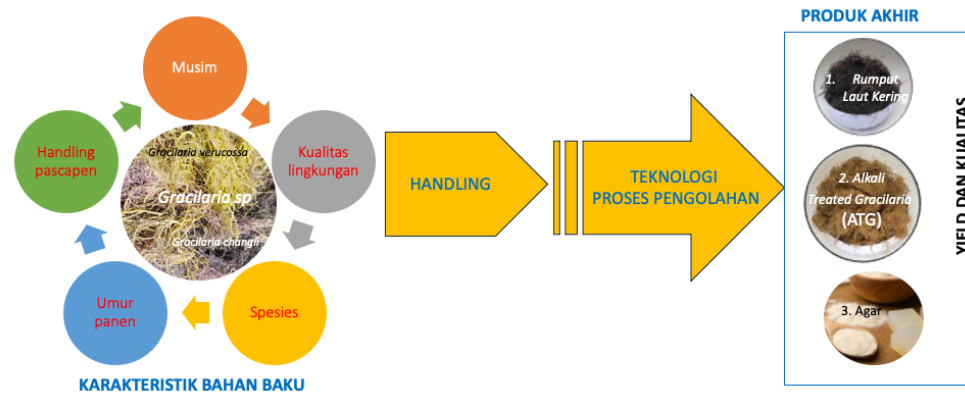 PRODUK AKHIR
Musim
Handling
pascapen
Gracilaria verucossa
Kualitas
lingkungan
Gracilaria sp
Gracilaria changii
Umur
panen
Spesies
KARAKTERISTIK BAHAN BAKU
HANDLING
TEKNOLOGI
PROSES PENGOLAHAN
1. Rumput
Laut Kering
2. Alkali
Treated Gracilaria
(ATG)
3. Agar
YIELD DAN KUALITAS